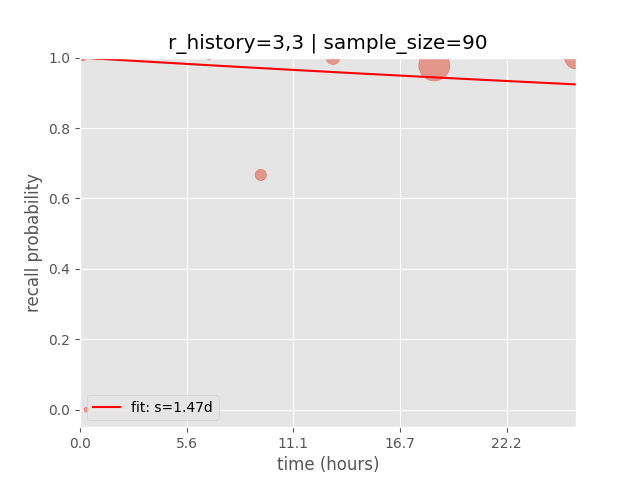 r_history=3,3 | sample_size=90
recall probability
1.0
0.8
0.6
0.4
0.2
0.0
fit: s=1.47d
0.0 5.6 11.1 16.7 22.2
time (hours)